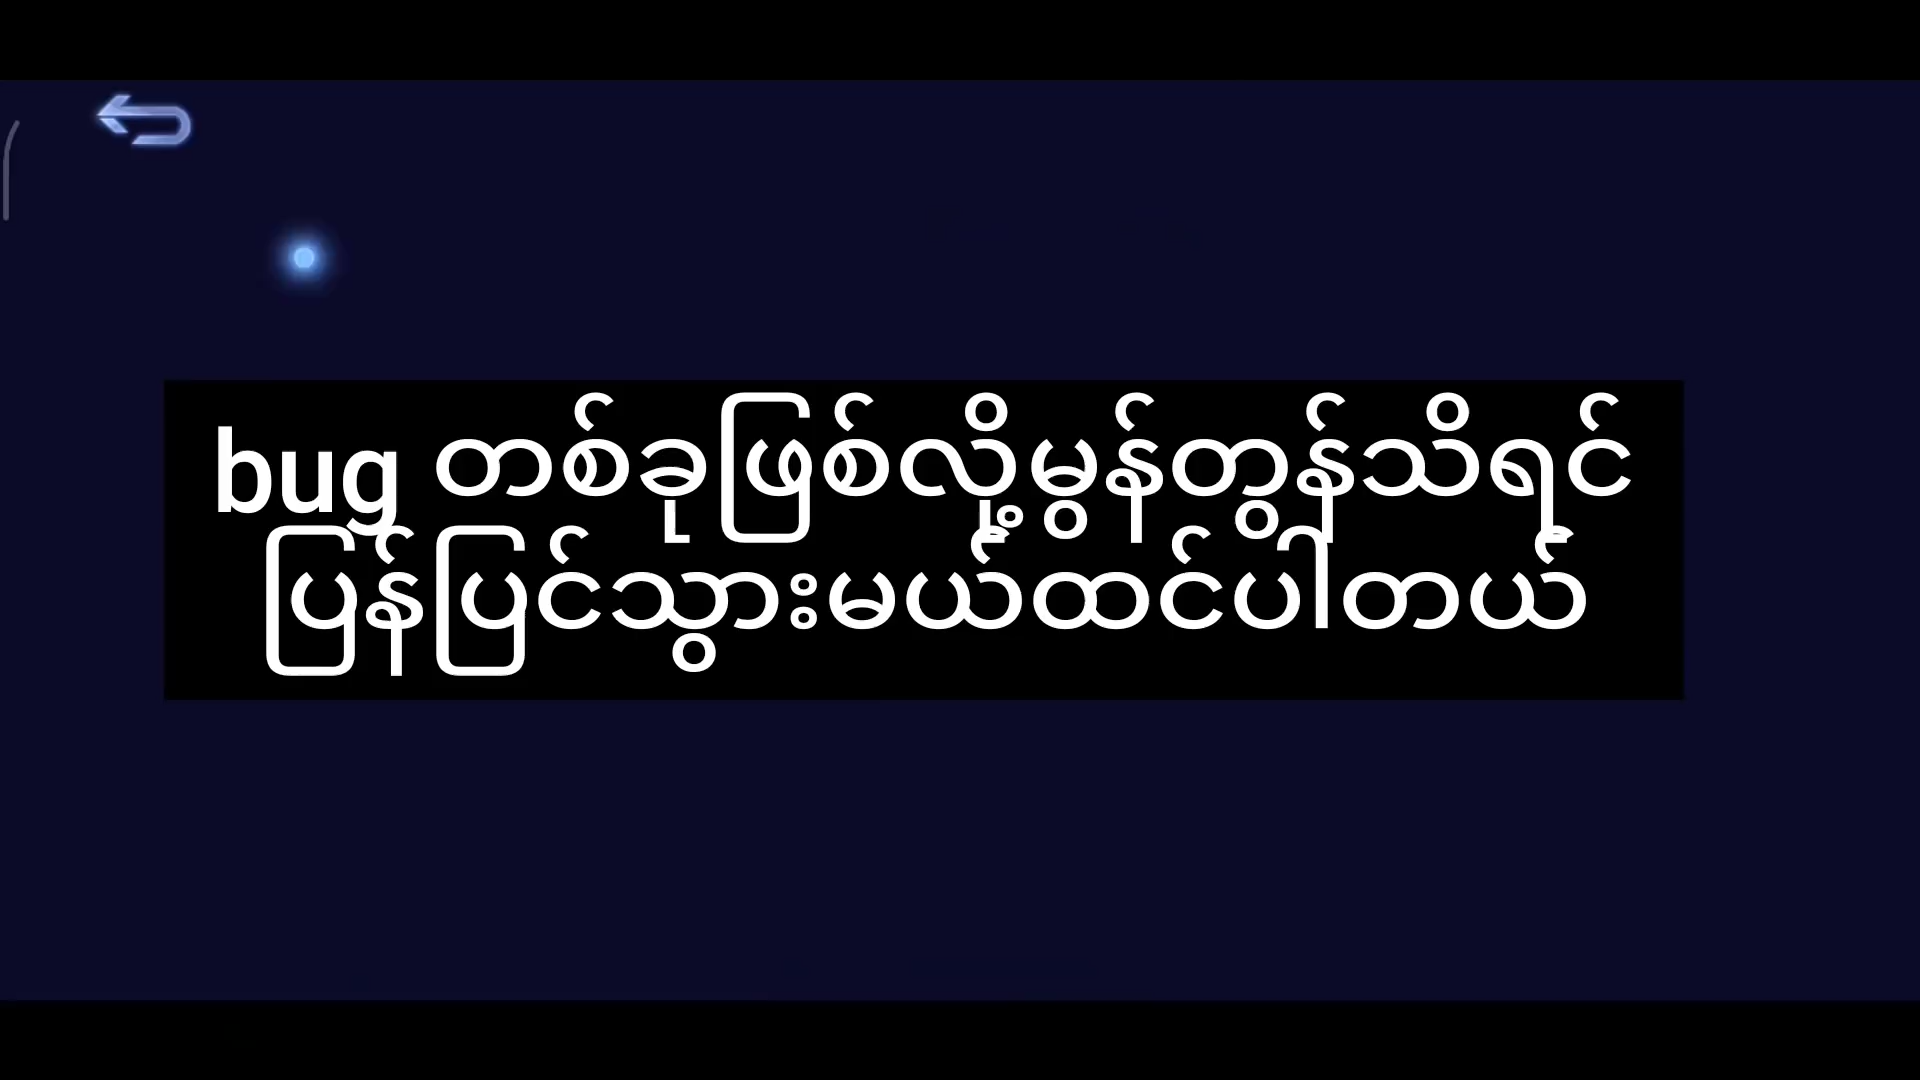 bug တစ်ခုဖြစ်လို့မွန်တွန်သိရင်
ပြန်ပြင်သွားမယ်ထင်ပါတယ်